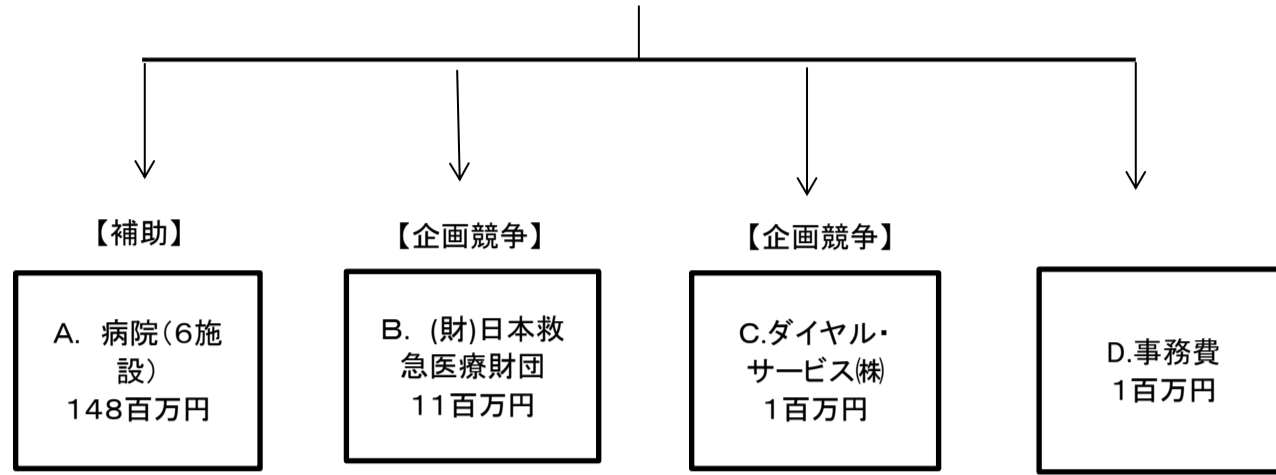 【補助】
【企画競争】
【企画競争】
A. 病院(6施
設)
148百万円
B. (財)日本救
急医療財団
11百万円
C.ダイヤル・
サービス㈱
1百万円
D.事務費
1百万円